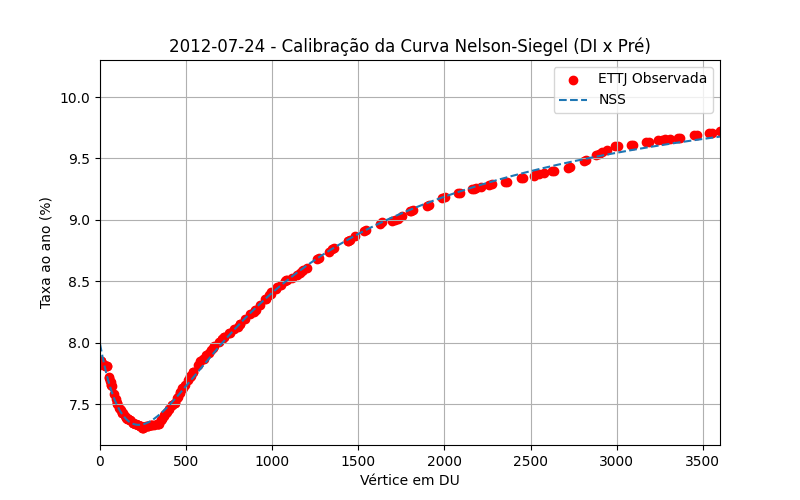 2012-07-24 - Calibração da Curva Nelson-Siegel (DI x Pré)
ETTJ Observada
NSS
Taxa ao ano (%)
10.0
9.5
9.0
8.5
8.0
7.5
0 500 1000 1500 2000 2500 3000 3500
Vértice em DU